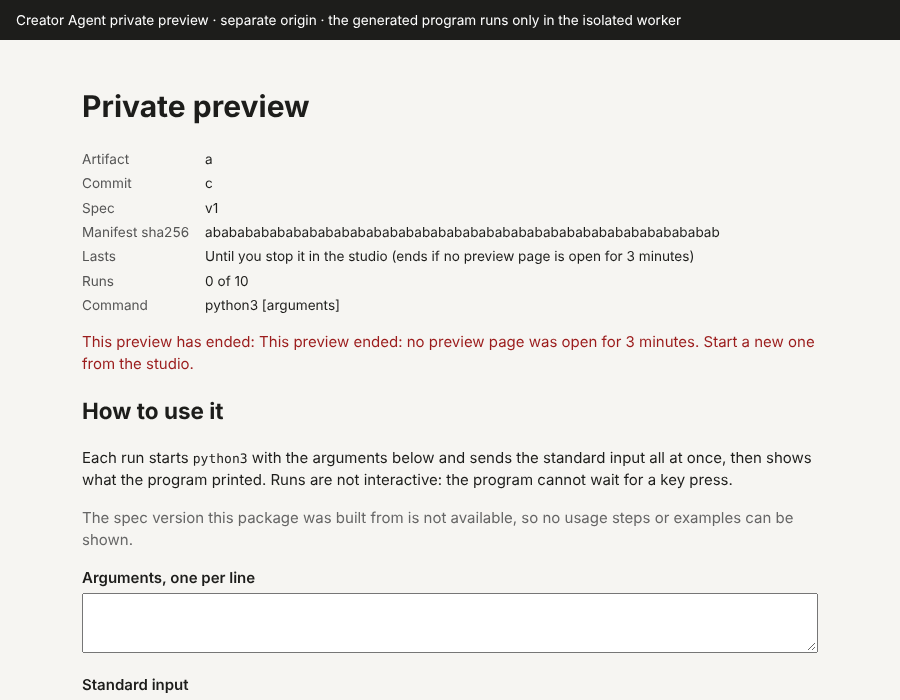 Creator Agent private preview · separate origin · the generated program runs only in the isolated worker
Private preview
Artifact a
Commit c
Spec v1
Manifest sha256 abababababababababababababababababababababababababababababababab
Lasts Until you stop it in the studio (ends if no preview page is open for 3 minutes)
Runs 0 of 10
Command python3 [arguments]
This preview has ended: This preview ended: no preview page was open for 3 minutes. Start a new one
from the studio.
How to use it
Each run starts python3 with the arguments below and sends the standard input all at once, then shows
what the program printed. Runs are not interactive: the program cannot wait for a key press.
The spec version this package was built from is not available, so no usage steps or examples can be
shown.
Arguments, one per line
Standard input